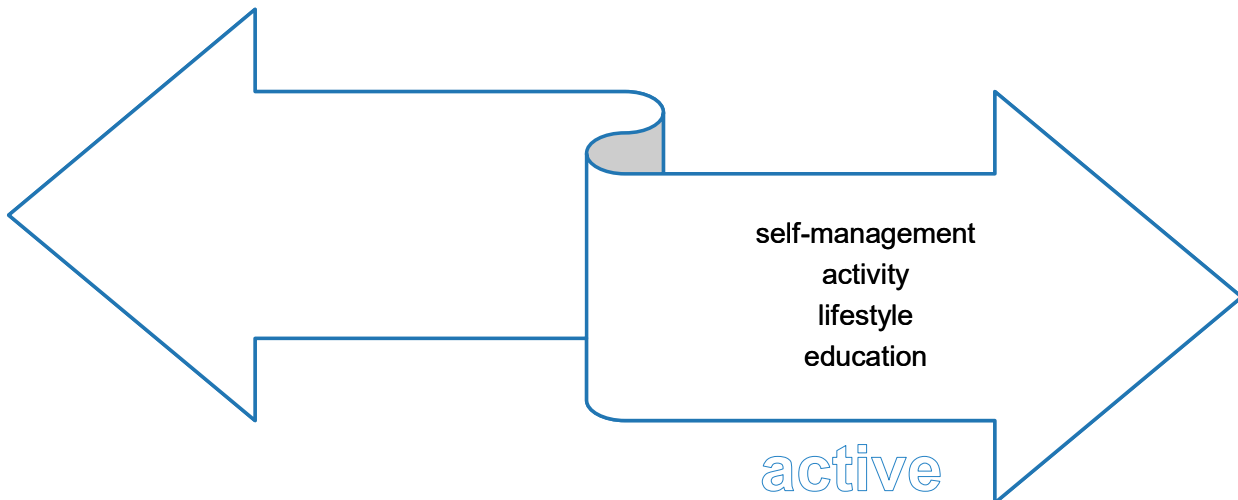 self-management
activity
lifestyle
education
active